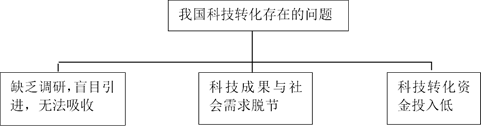 我国科技转化存在的问题
缺乏调研,盲目引
进，无法吸收
科技成果与社
会需求脱节
科技转化资
金投入低